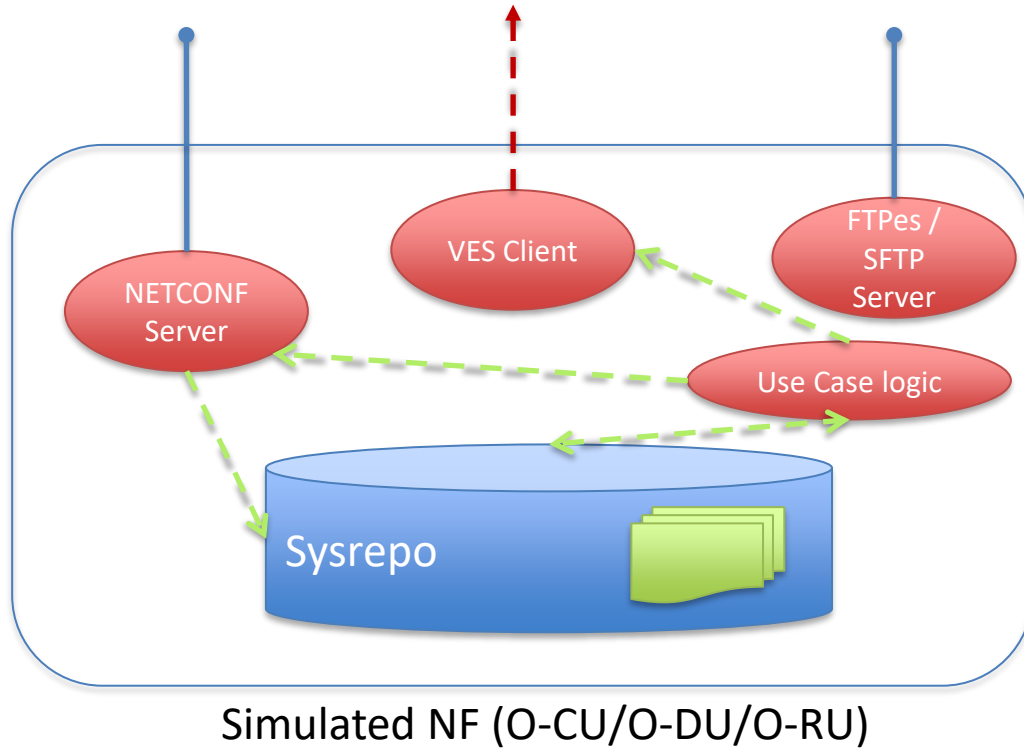 VES Client
FTPes /
SFTP
Server
NETCONF
Server
Use Case logic
Sysrepo
Simulated NF (O-CU/O-DU/O-RU)